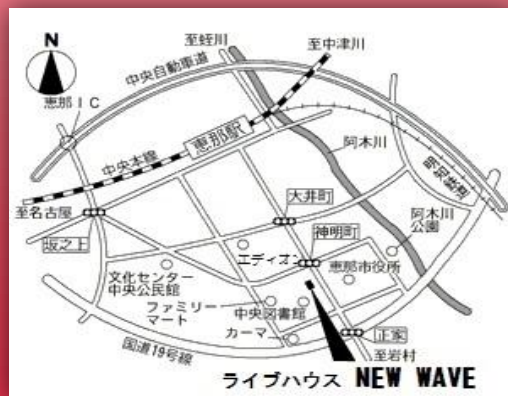 N
至蛭川
至中津川
中央自動車道
恵那IC
恵那駅
中央本線
阿木川
明知鉄道
至名古屋
大井町
阿木川
公園
坂之上
神明町
エディオン
恵那市役所
文化センター
中央公民館
ファミリー
マート
中央図書館
カーマ
正家
国道19号線
至岩村
ライブハウス NEW WAVE